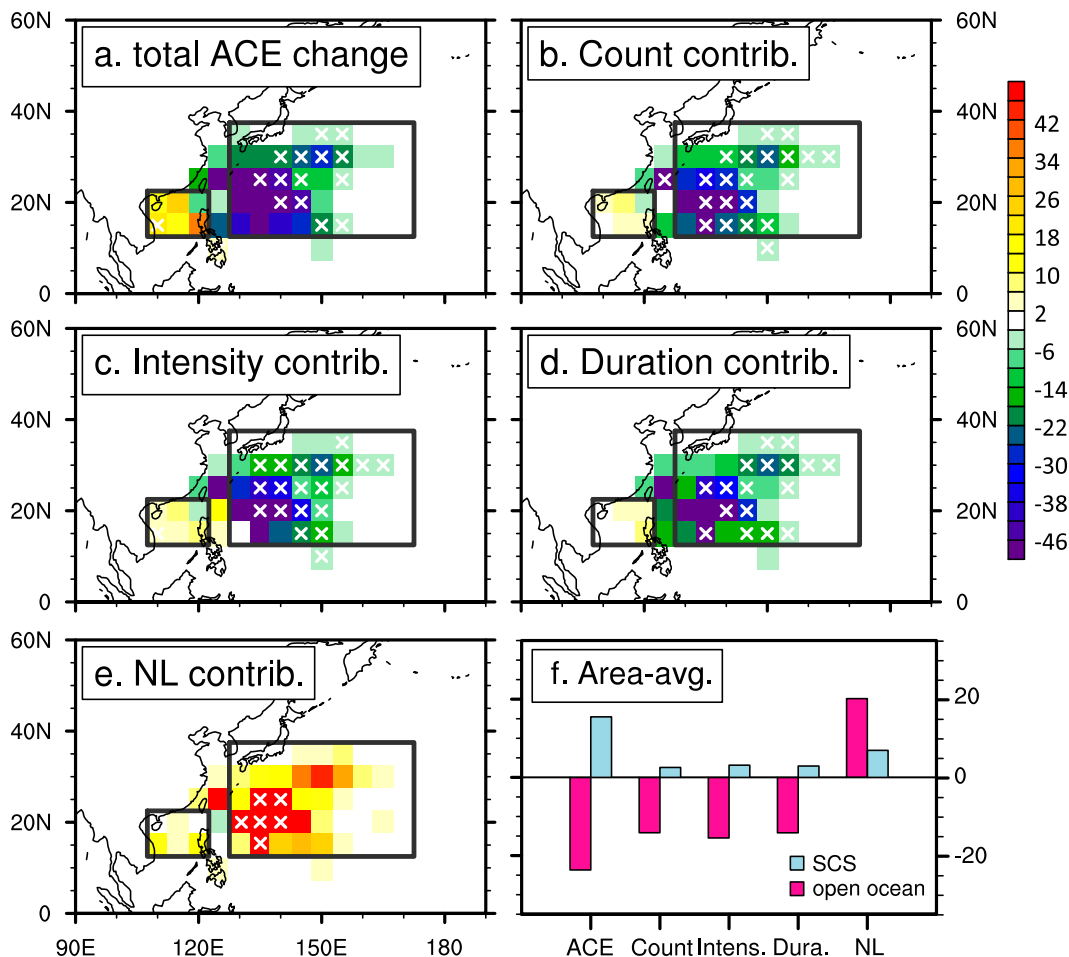 60N
a. total ACE change
40N
20N
0
b. Count contrib.
60N
40N
20N
0
60N
c. Intensity contrib.
40N
20N
0
d. Duration contrib.
60N
40N
20N
0
42
34
26
18
10
2
-6
-14
-22
-30
-38
-46
60N
e. NL contrib.
40N
20N
0
90E 120E 150E 180
f. Area-avg.
20
0
-20
SCS
open ocean
ACE Count Intens. Dura. NL